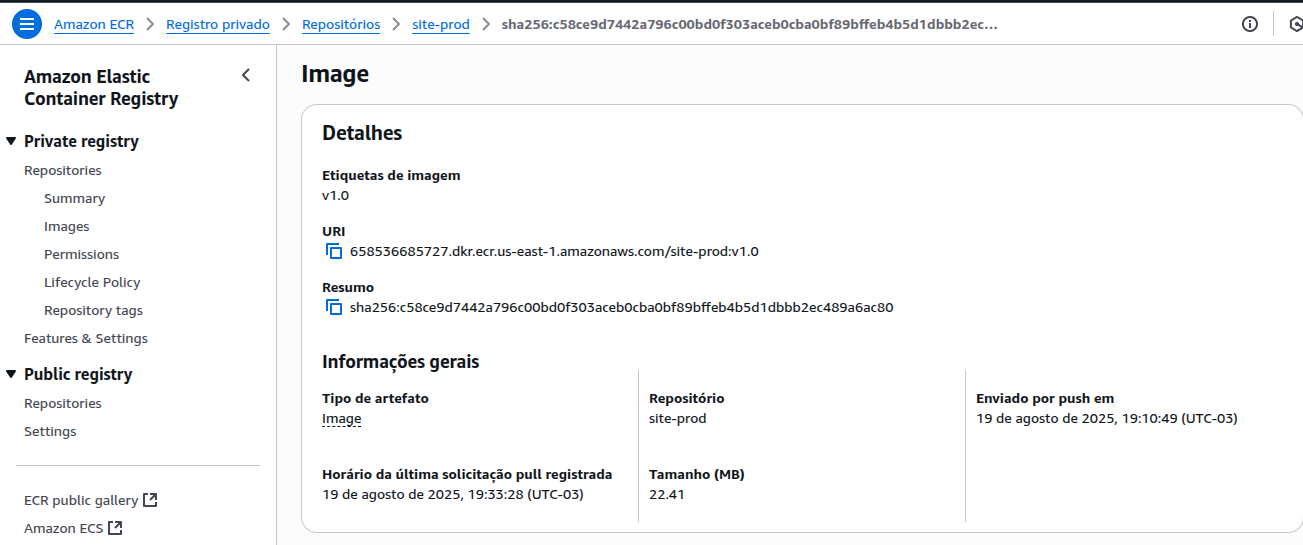 Amazon ECR > Registro privado > Repositórios > site-prod > sha256:c58ce9d7442a796c00bd0f303aceb0cba0bf89bffeb4b5d1dbbb2ec...
Amazon Elastic
Container Registry
Private registry
Repositories
Summary
Images
Permissions
Lifecycle Policy
Repository tags
Features & Settings
Public registry
Repositories
Settings
ECR public gallery
Amazon ECS
Image
Detalhes
Etiquetas de imagem
v1.0
URI
658536685727.dkr.ecr.us-east-1.amazonaws.com/site-prod:v1.0
Resumo
sha256:c58ce9d7442a796c00bd0f303aceb0cba0bf89bffeb4b5d1dbbb2ec489a6ac80
Informações gerais
Tipo de artefato
Image
Repositório
site-prod
Enviado por push em
19 de agosto de 2025, 19:10:49 (UTC-03)
Horário da última solicitação pull registrada
19 de agosto de 2025, 19:33:28 (UTC-03)
Tamanho (MB)
22.41